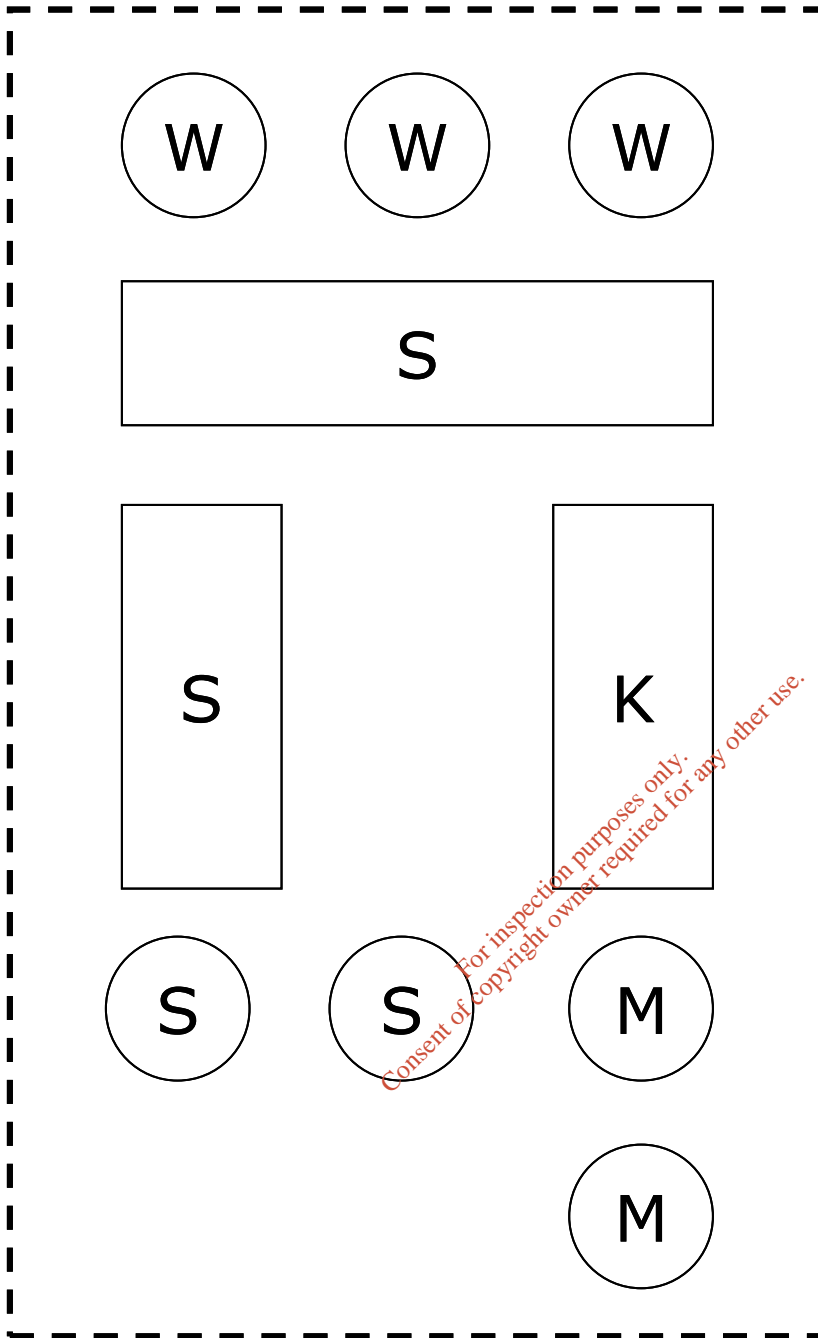 W W W
S
S K
S S M
M
For inspection purposes only.
Consent of copyright owner required for any other use.